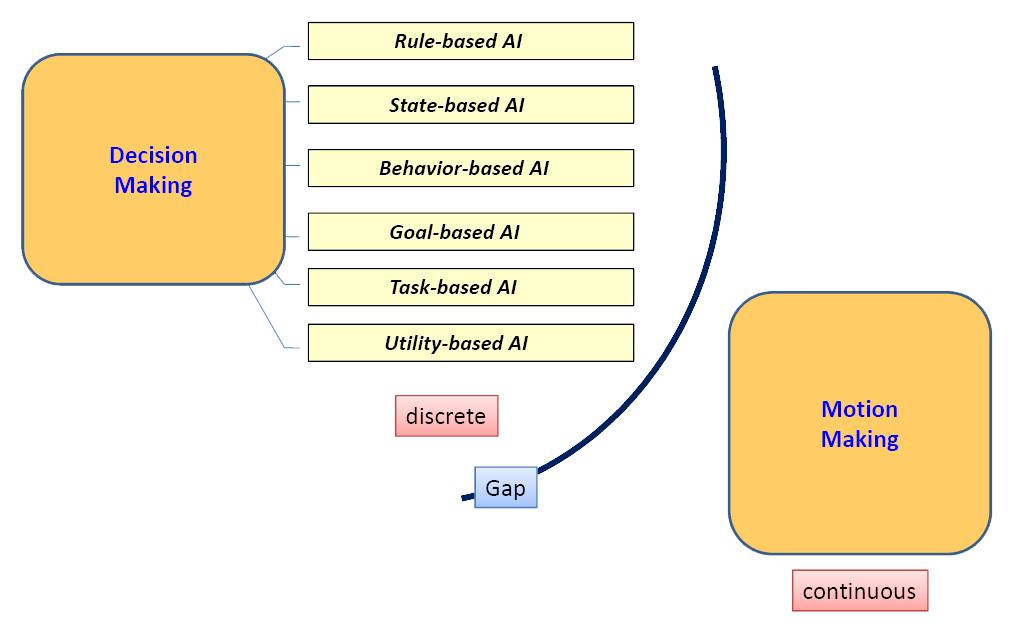 Rule-based AI
State-based AI
Decision
Making
Behavior-based AI
Goal-based AI
Task-based AI
Utility-based AI
discrete
Gap
Motion
Making
continuous